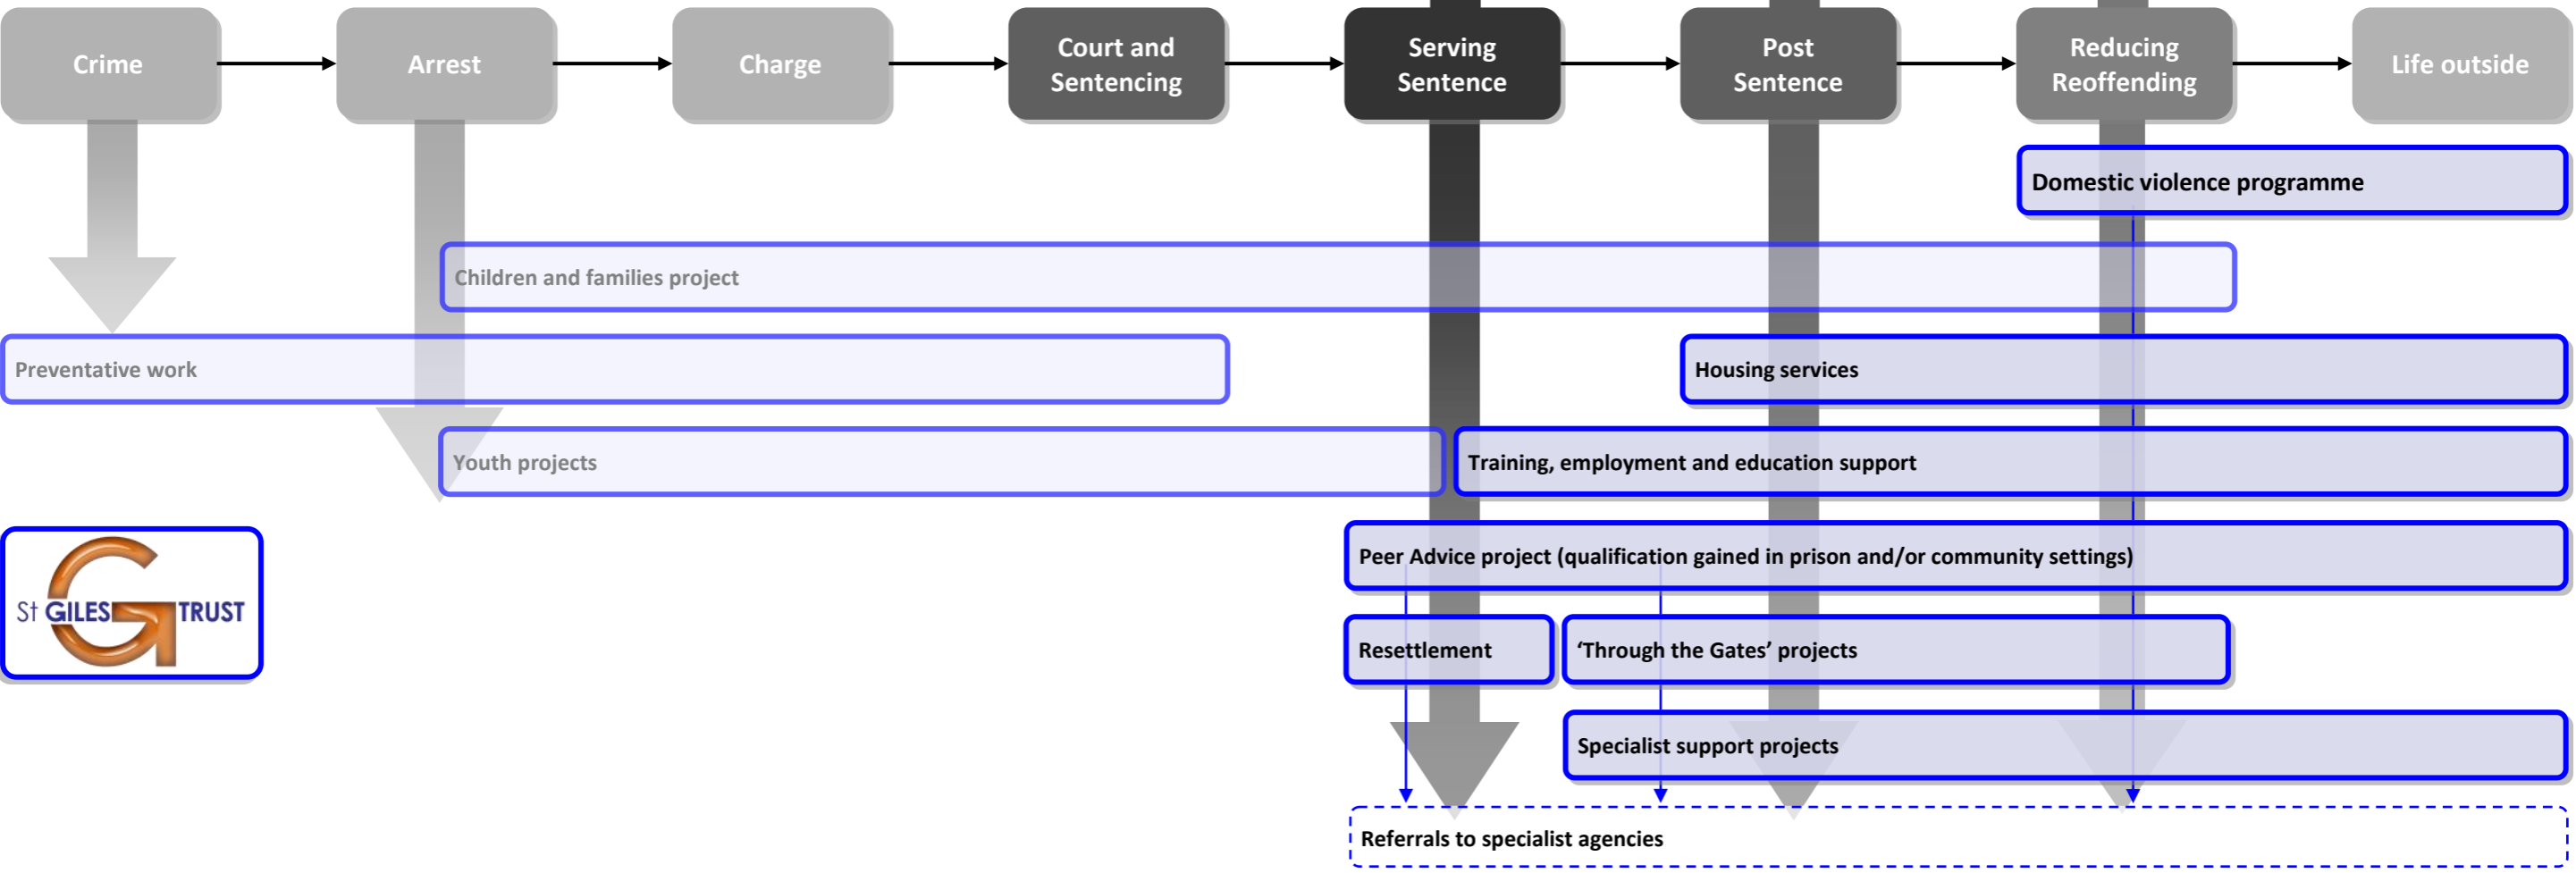 Crime
Arrest
Charge
Court and
Sentencing
Serving
Sentence
Post
Sentence
Reducing
Reoffending
Life outside
Domestic violence programme
Children and families project
Preventative work
Housing services
Youth projects
Training, employment and education support
Peer Advice project (qualification gained in prison and/or community settings)
St GILES TRUST
Resettlement
‘Through the Gates’ projects
Specialist support projects
Referrals to specialist agencies